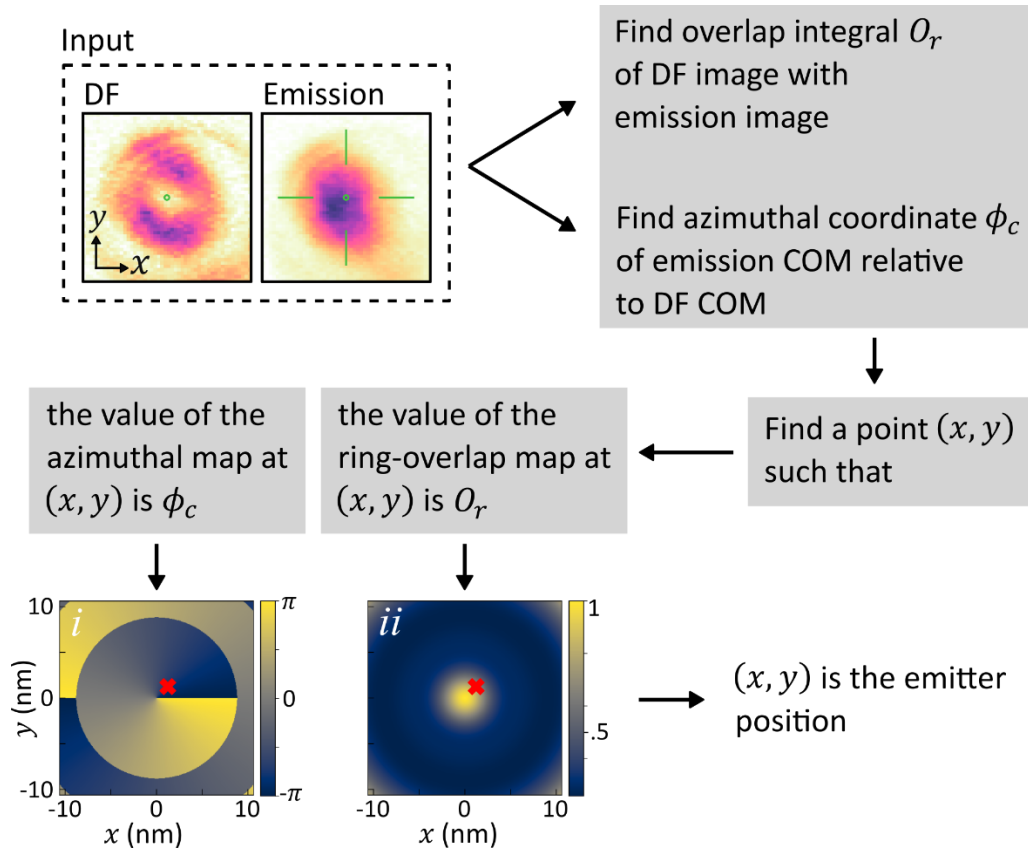 Input
DF
Emission
y
x
Find overlap integral O_r
of DF image with
emission image
Find azimuthal coordinate ϕ_c
of emission COM relative
to DF COM
Find a point (x, y)
such that
the value of the
ring-overlap map at
(x, y) is O_r
the value of the
azimuthal map at
(x, y) is ϕ_c
i
10
0
-10
y (nm)
-10 0 10
x (nm)
π
0
-π
ii
-10 0 10
x (nm)
1
.5
(x, y) is the emitter
position